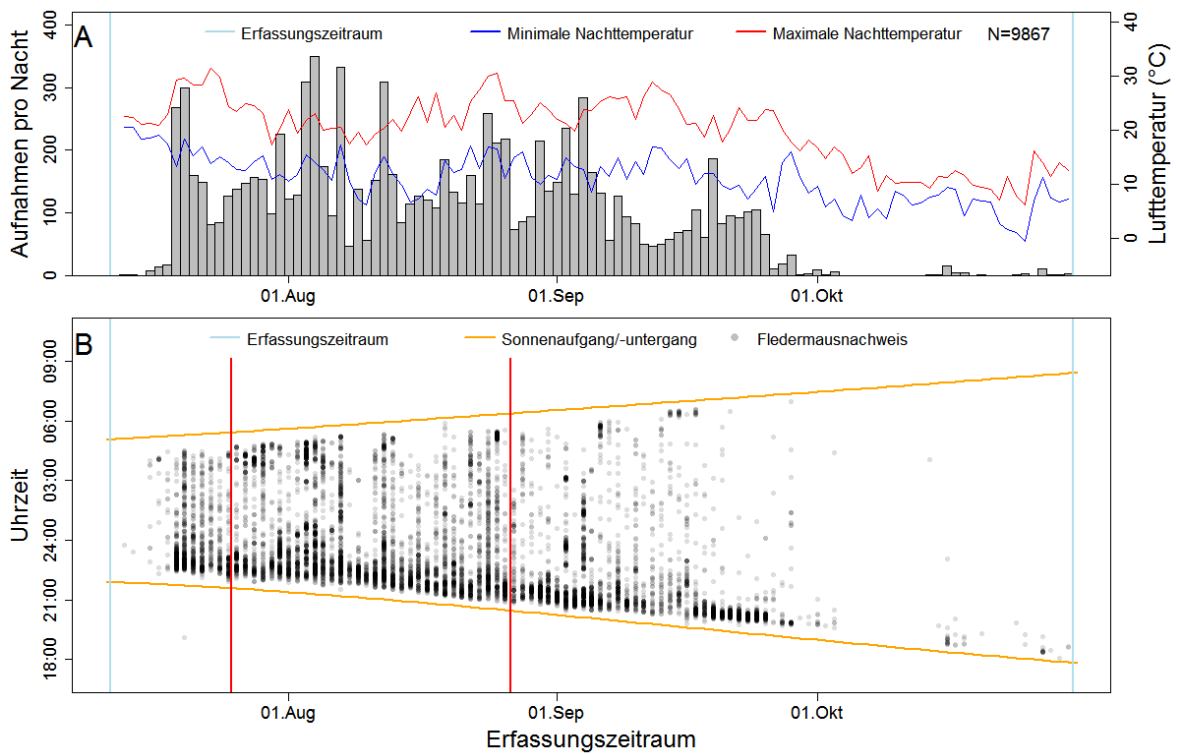 A
Erfassungszeitraum Minimale Nachttemperatur Maximale Nachttemperatur N=9867
Aufnahmen pro Nacht
400
300
200
100
0
Lufttemperatur (°C)
40
30
20
10
0
01.Aug 01.Sep 01.Okt
B
Erfassungszeitraum Sonnenaufgang/-untergang Fledermausnachweis
Uhrzeit
09:00
06:00
03:00
24:00
21:00
18:00
01.Aug 01.Sep 01.Okt
Erfassungszeitraum